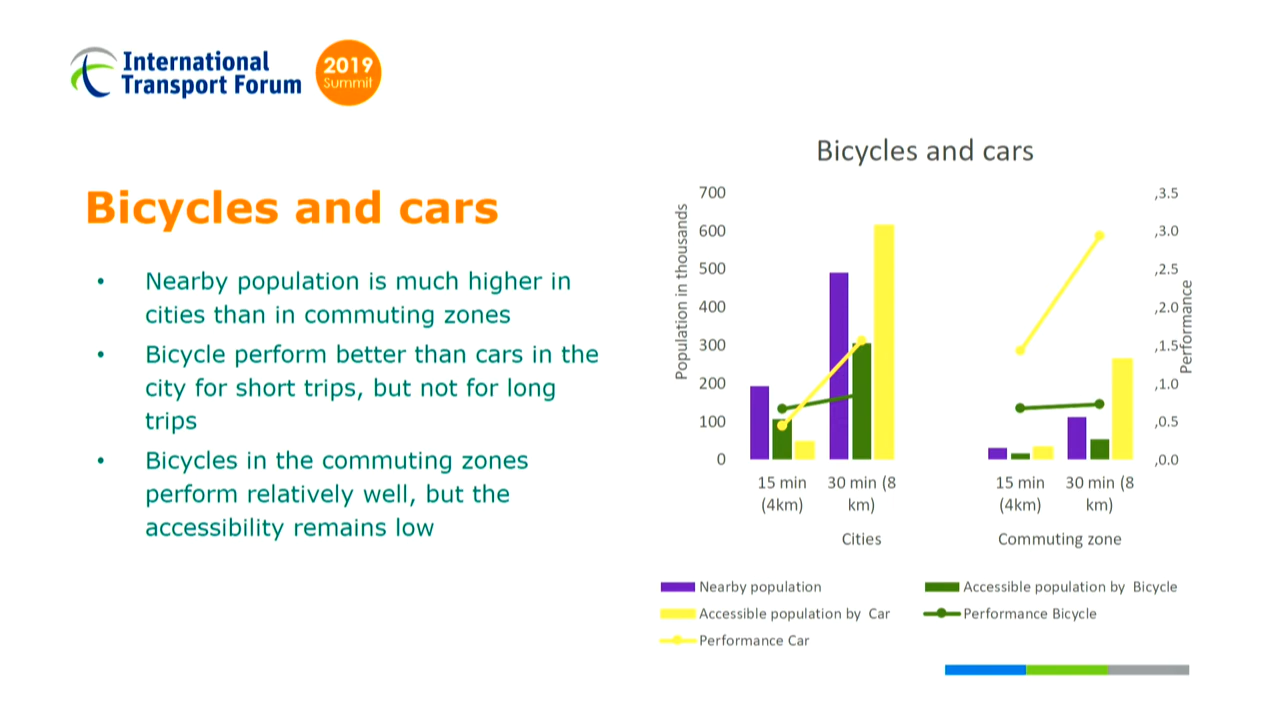 International
Transport Forum
2019
Summit
Bicycles and cars
• Nearby population is much higher in
cities than in commuting zones
• Bicycle perform better than cars in the
city for short trips, but not for long
trips
• Bicycles in the commuting zones
perform relatively well, but the
accessibility remains low
Bicycles and cars
Population in thousands
700
600
500
400
300
200
100
0
,3.5
,3.0
,2.5
,2.0
,1.5
,1.0
,0.5
,0.0
Performance
15 min
(4km)
30 min (8
km)
15 min
(4km)
30 min (8
km)
Cities
Commuting zone
Nearby population
Accessible population by Bicycle
Accessible population by Car
Performance Bicycle
Performance Car